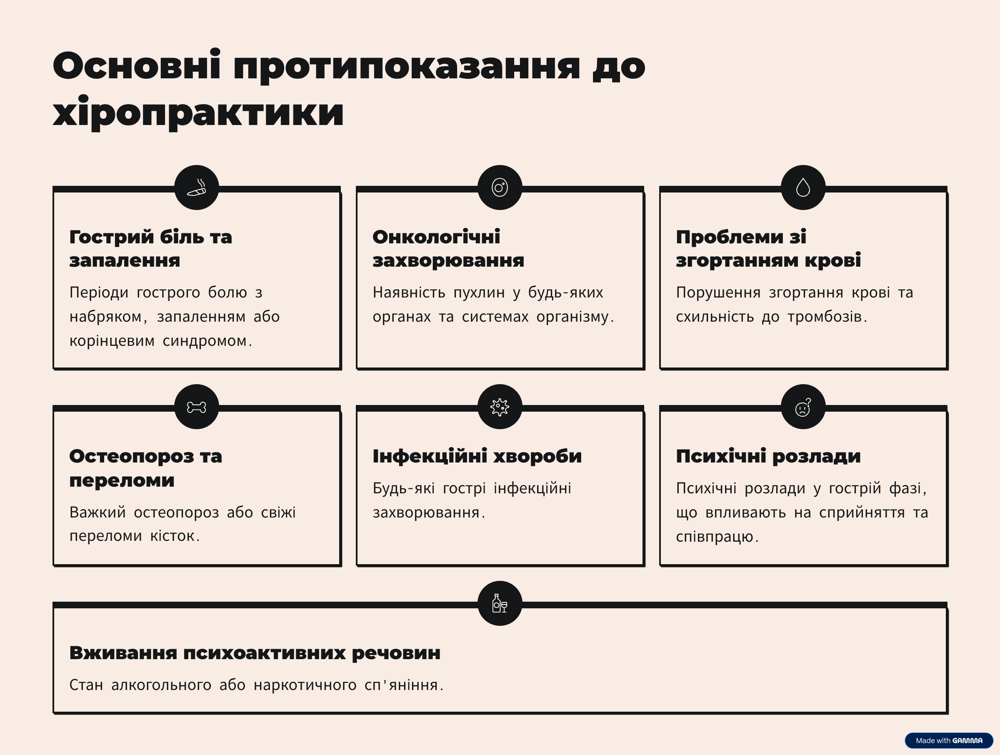 Основні протипоказання до
хіропрактики
Гострий біль та
запалення
Періоди гострого болю з
набряком, запаленням або
корінцевим синдромом.
Онкологічні
захворювання
Наявність пухлин у будь-яких
органах та системах організму.
Проблеми зі
згортанням крові
Порушення згортання крові та
схильність до тромбозів.
Остеопороз та
переломи
Важкий остеопороз або свіжі
переломи кісток.
Інфекційні хвороби
Будь-які гострі інфекційні
захворювання.
Психічні розлади
Психічні розлади у гострій фазі,
що впливають на сприйняття та
співпрацю.
Вживання психоактивних речовин
Стан алкогольного або наркотичного сп'яніння.
Made with GAMMA